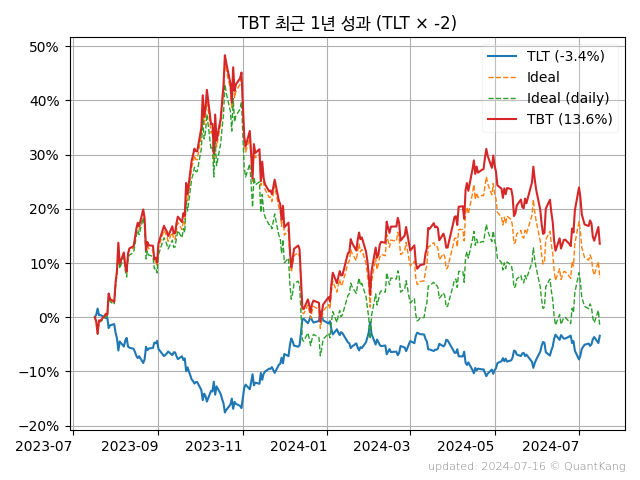 TBT 최근 1년 성과 (TLT × -2)
50%
40%
30%
20%
10%
0%
−10%
−20%
TLT (-3.4%)
Ideal
Ideal (daily)
TBT (13.6%)
2023-07 2023-09 2023-11 2024-01 2024-03 2024-05 2024-07
updated: 2024-07-16 © QuantKang